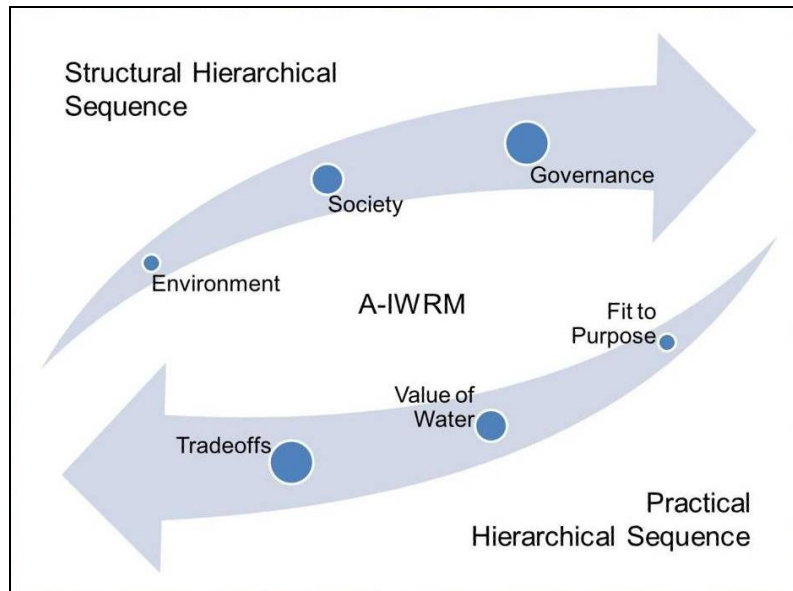 Structural Hierarchical
Sequence
Governance
Society
Environment
A-IWRM
Fit to
Purpose
Value of
Water
Tradeoffs
Practical
Hierarchical Sequence